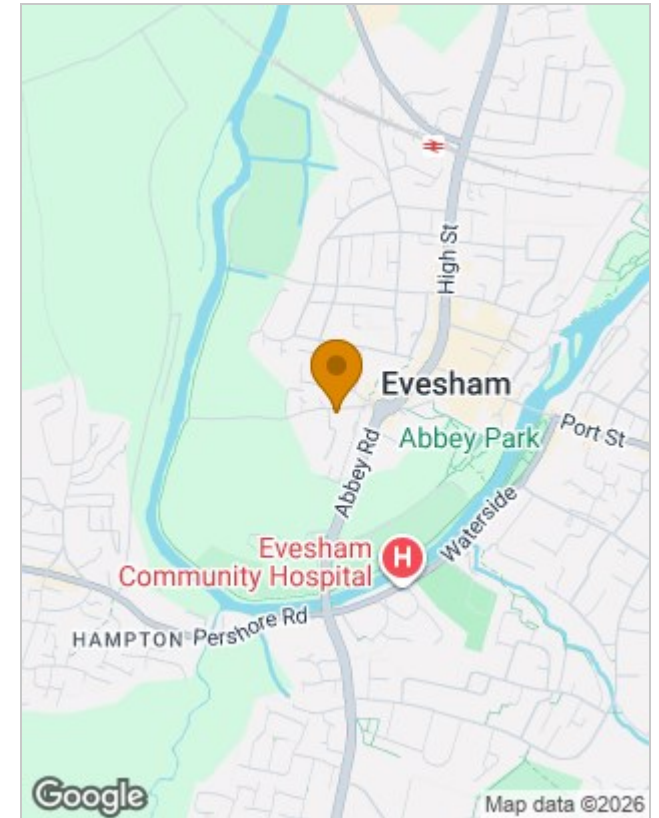 High St
Evesham
Abbey Park
Port St
Abbey Rd
Waterside
Evesham
Community Hospital
H
HAMPTON
Pershore Rd
Google
Map data ©2026